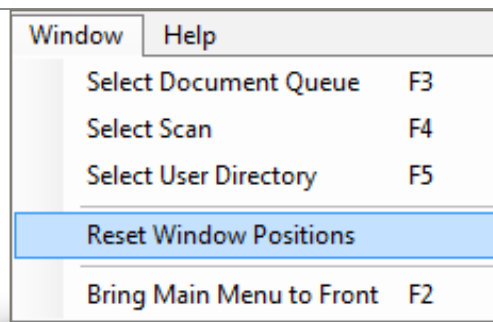 Window Help
Select Document Queue F3
Select Scan F4
Select User Directory F5
Reset Window Positions
Bring Main Menu to Front F2